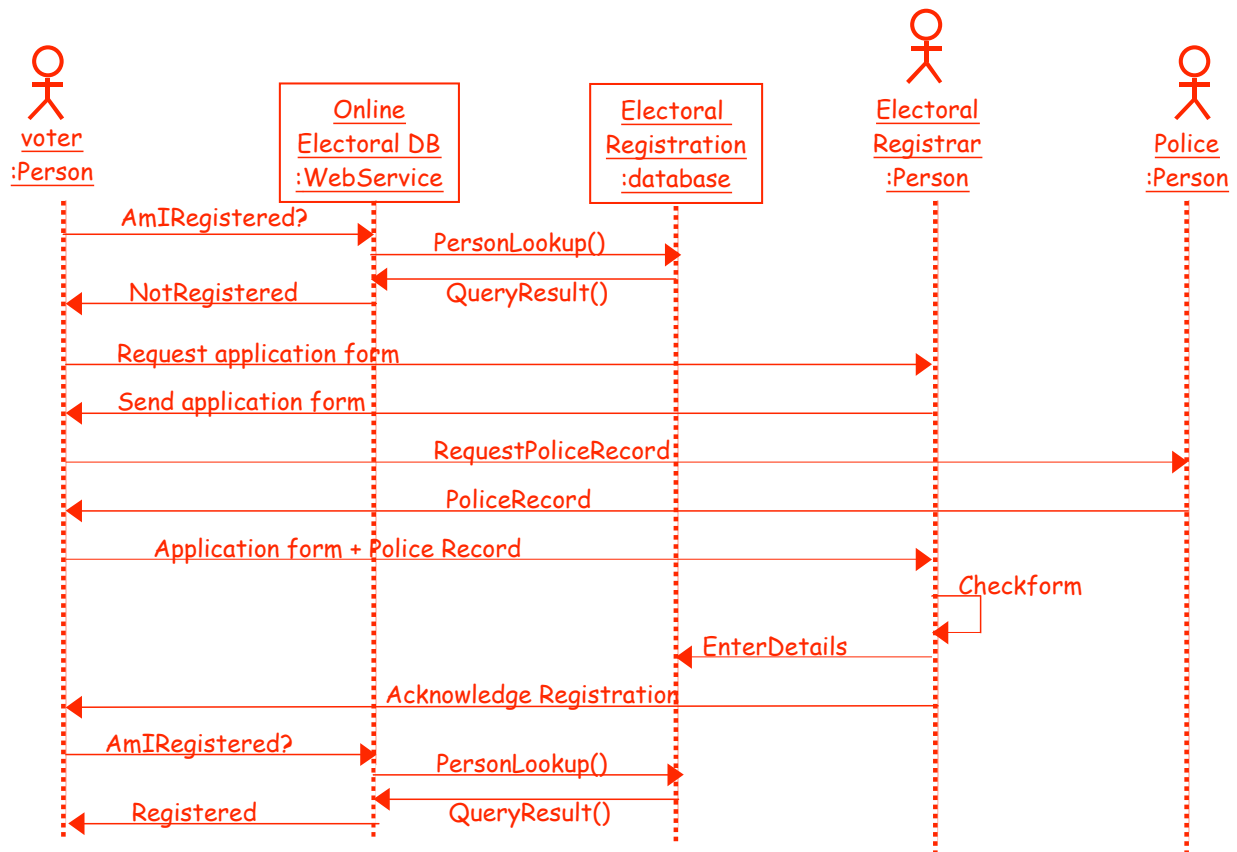 voter
:Person
Online
Electoral DB
:WebService
Electoral
Registration
:database
Electoral
Registrar
:Person
Police
:Person
AmIRegistered?
PersonLookup()
QueryResult()
NotRegistered
Request application form
Send application form
RequestPoliceRecord
PoliceRecord
Application form + Police Record
Checkform
EnterDetails
Acknowledge Registration
AmIRegistered?
PersonLookup()
QueryResult()
Registered